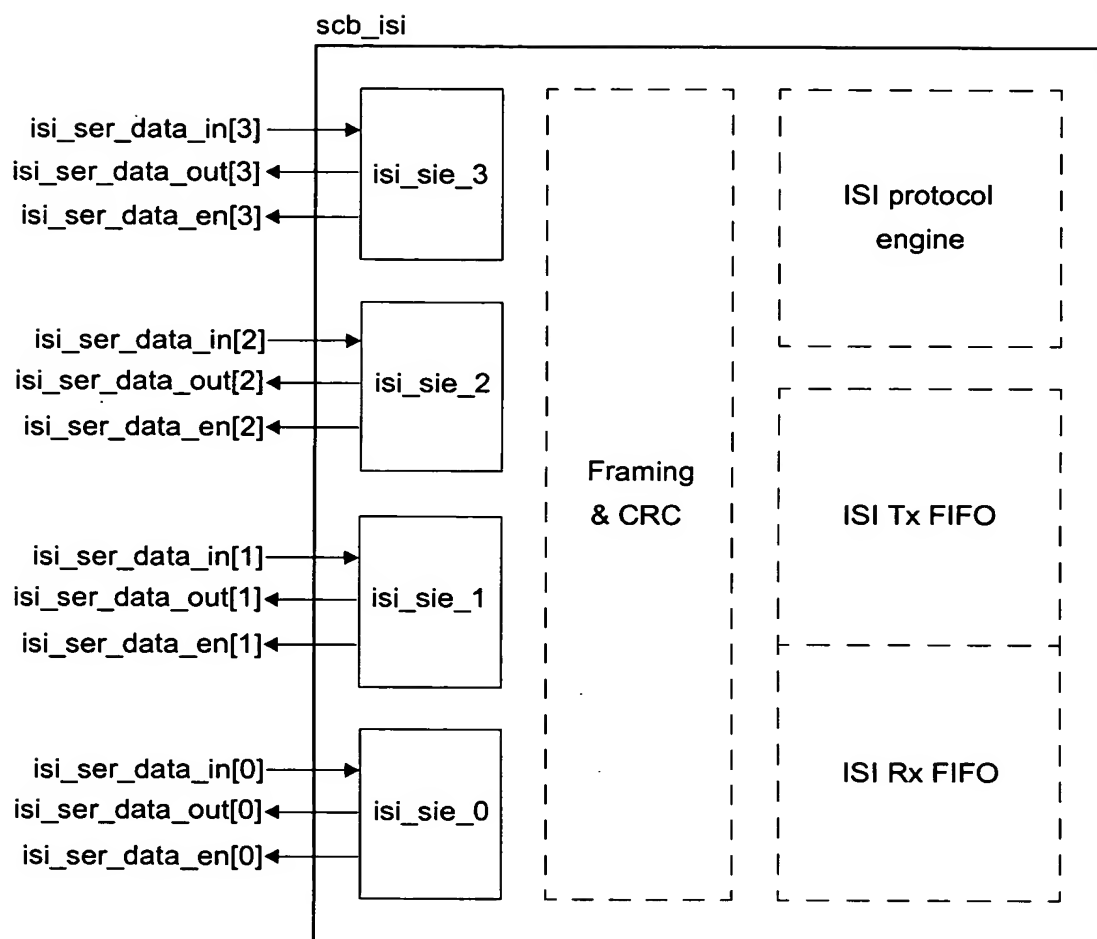 scb_isi
isi_ser_data_in[3]
isi_ser_data_out[3]
isi_ser_data_en[3]
isi_sie_3
isi_ser_data_in[2]
isi_ser_data_out[2]
isi_ser_data_en[2]
isi_sie_2
isi_ser_data_in[1]
isi_ser_data_out[1]
isi_ser_data_en[1]
isi_sie_1
isi_ser_data_in[0]
isi_ser_data_out[0]
isi_ser_data_en[0]
isi_sie_0
Framing
& CRC
ISI protocol
engine
ISI Tx FIFO
ISI Rx FIFO